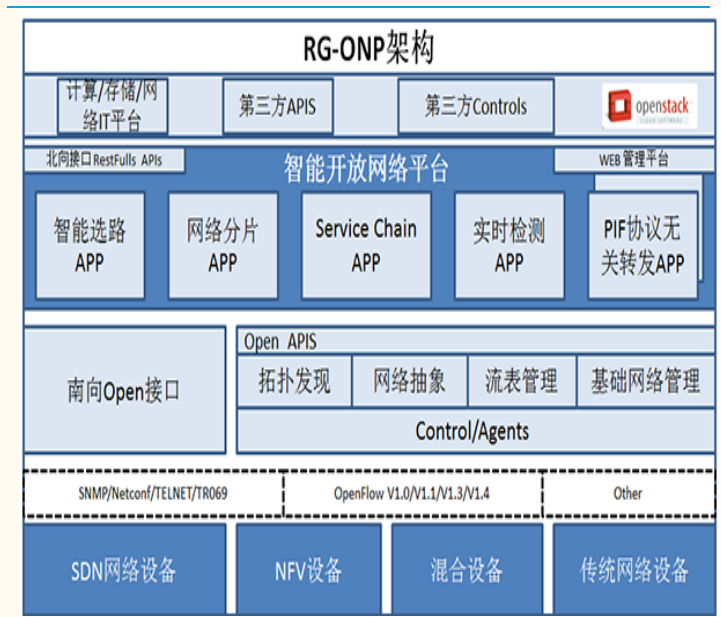 RG-ONP架构
计算/存储/网
络IT平台
第三方APIS
第三方Controls
openstack
CLOUD SOFTWARE
北向接口RestFulls APIs
智能开放网络平台
WEB管理平台
智能选路
APP
网络分片
APP
Service Chain
APP
实时检测
APP
PIF协议无
关转发APP
南向Open接口
Open APIS
拓扑发现
网络抽象
流表管理
基础网络管理
Control/Agents
SNMP/Netconf/TELNET/TR069
OpenFlow V1.0/V1.1/V1.3/V1.4
Other
SDN网络设备
NFV设备
混合设备
传统网络设备